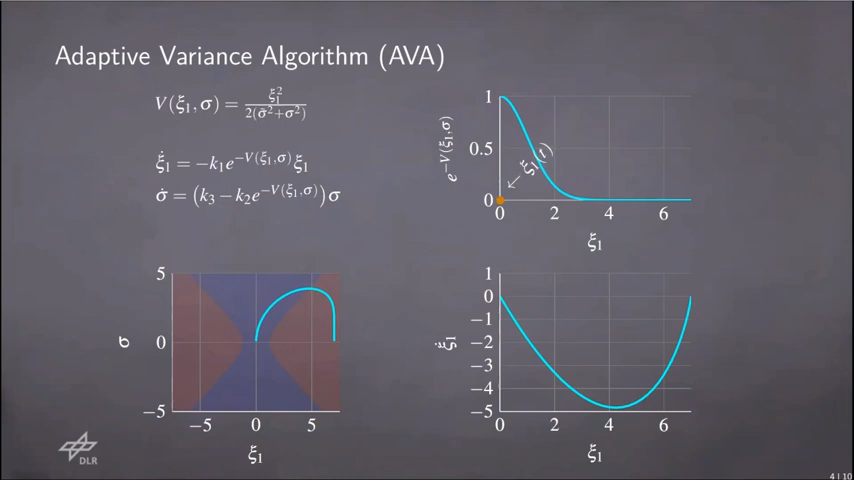 Adaptive Variance Algorithm (AVA)
V(ξ₁, σ) = ξ₁² / 2(σ̄² + σ²)
ξ̇₁ = −k₁e^{−V(ξ₁,σ)}ξ₁
σ̇ = (k₃ − k₂e^{−V(ξ₁,σ)})σ
e^{−V(ξ₁,σ)}
1
0.5
0
← ξ₁(t)
0 2 4 6
ξ₁
σ
5
0
−5
−5 0 5
ξ₁
ξ̇₁
1
0
−1
−2
−3
−4
−5
0 2 4 6
ξ₁
DLR
4 | 10